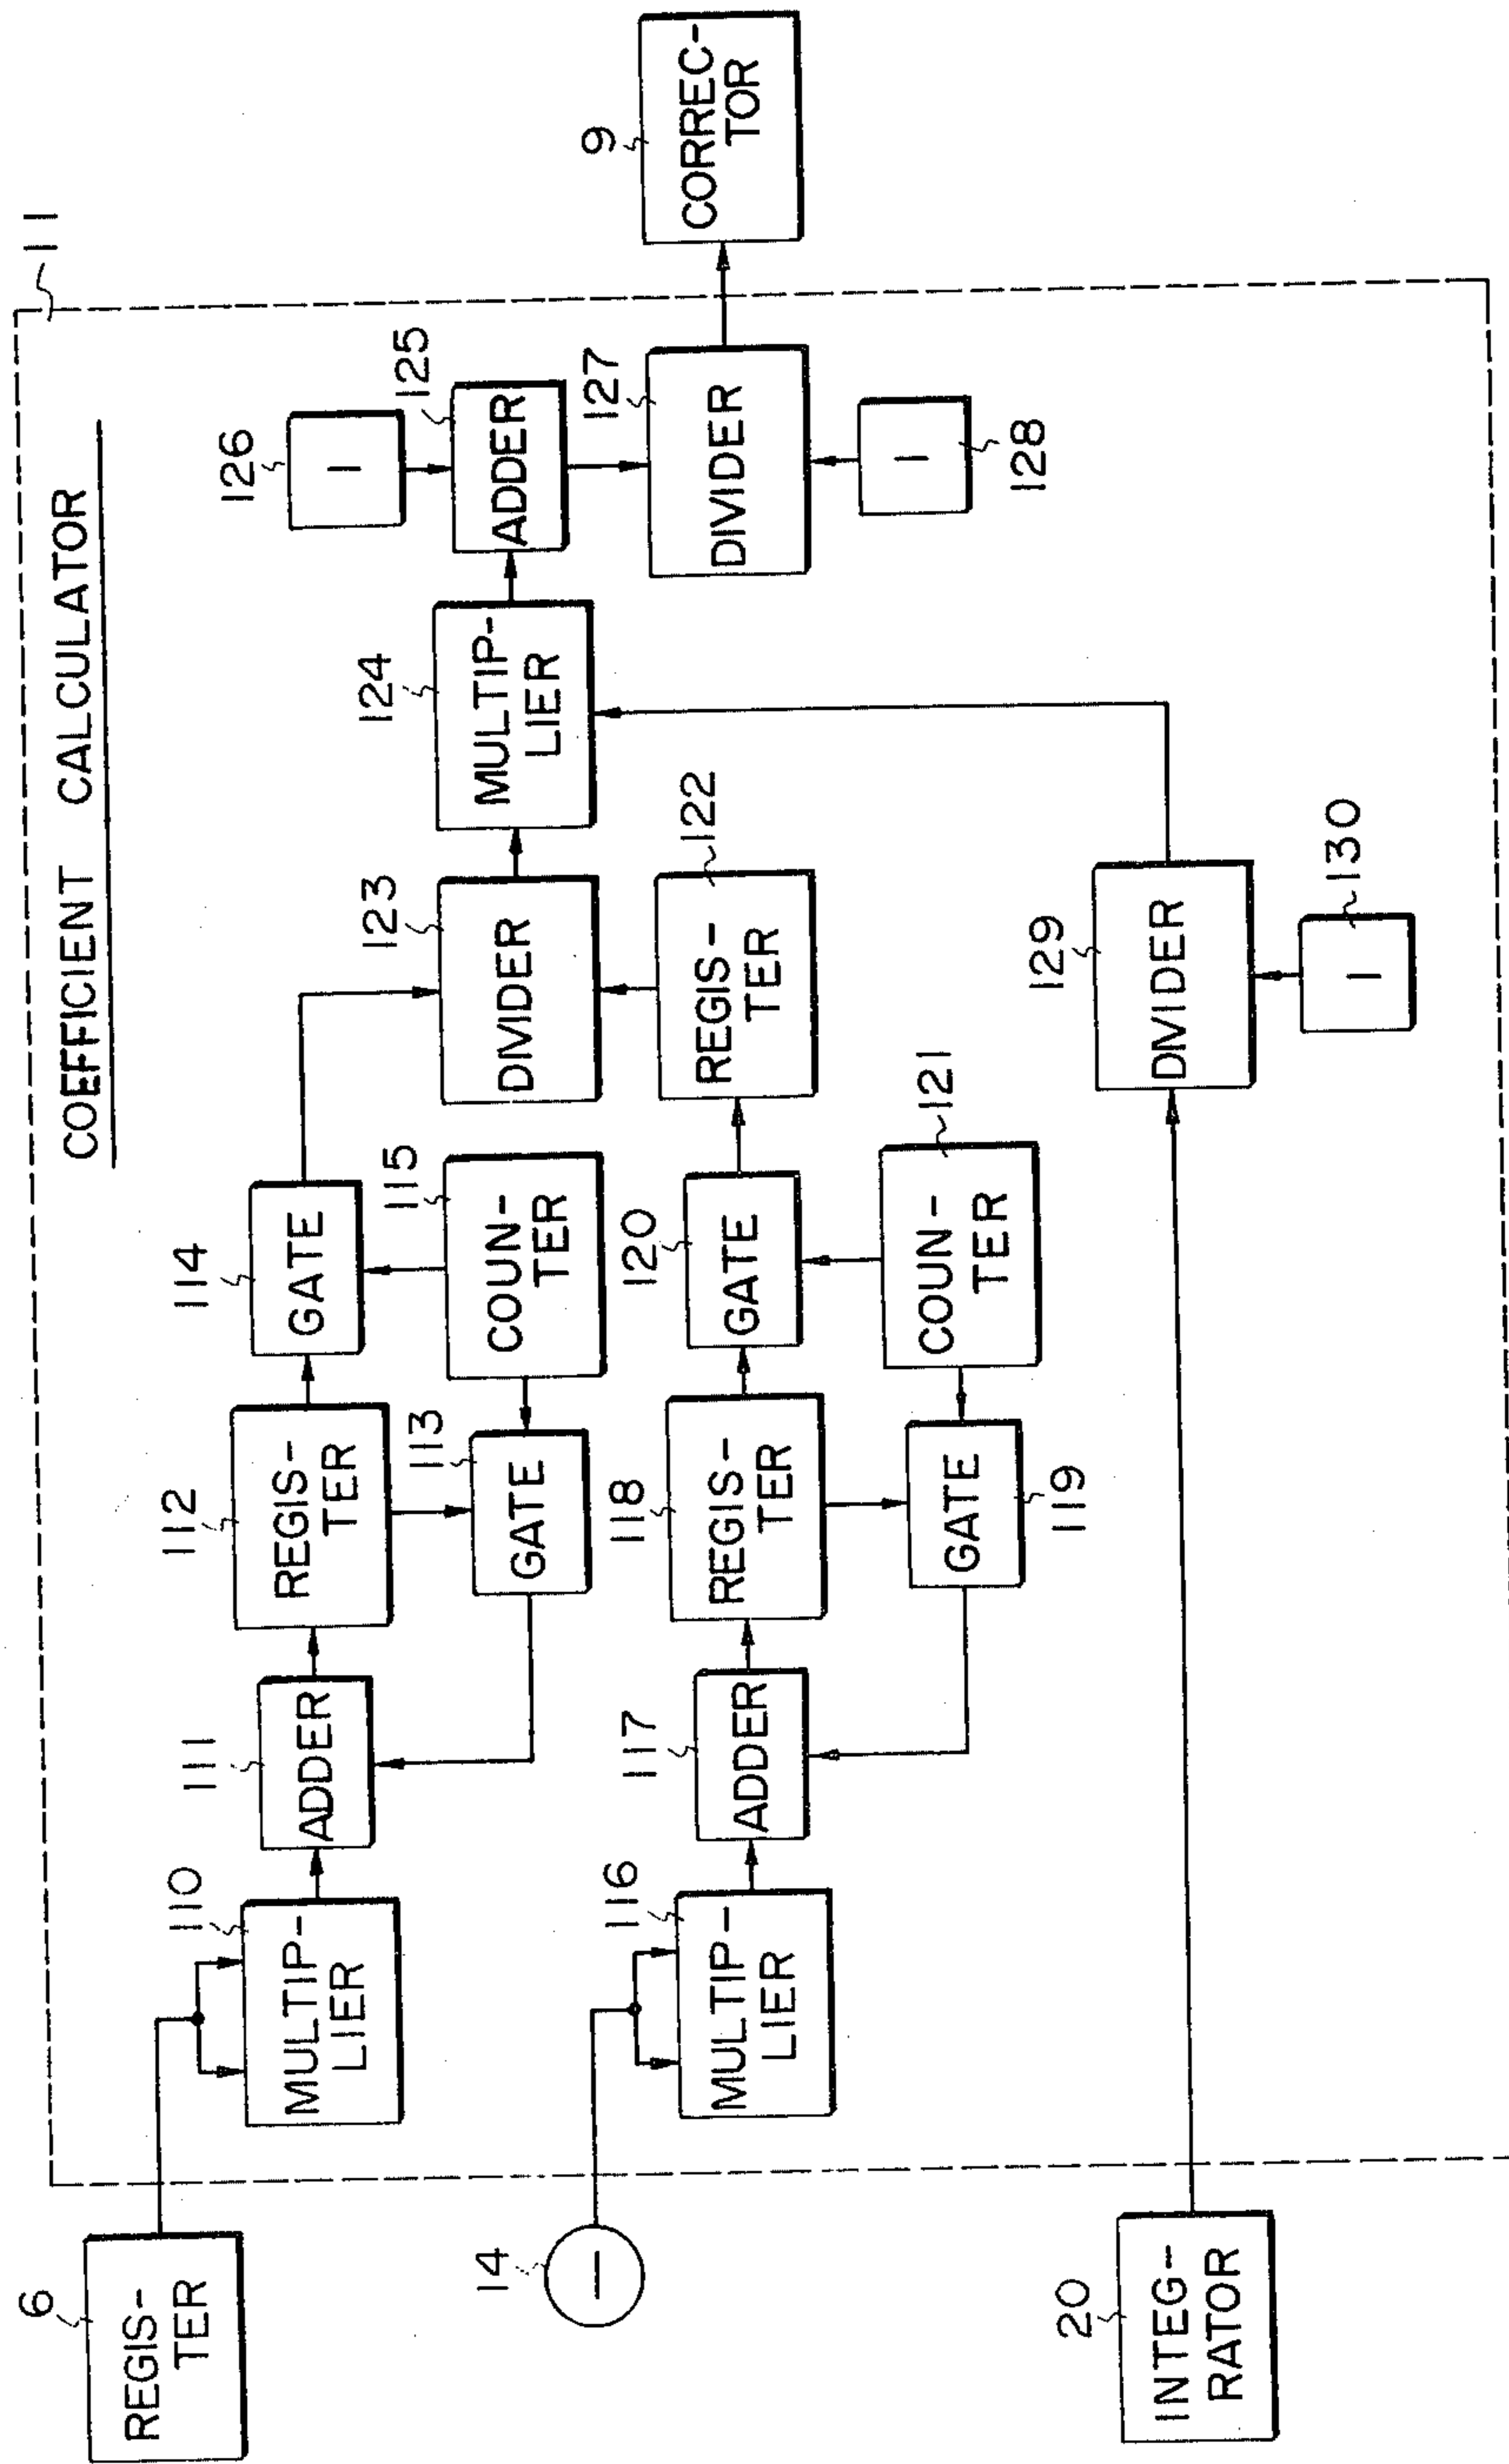 11
COEFFICIENT CALCULATOR
6
REGIS-
TER
110
MULTIP-
LIER
111
ADDER
112
REGIS-
TER
113
GATE
114
GATE
115
COUN-
TER
14
116
MULTIP-
LIER
117
ADDER
118
REGIS-
TER
119
GATE
120
GATE
121
COUN-
TER
122
REGIS-
TER
123
DIVIDER
124
MULTIP-
LIER
125
ADDER
126
1
127
DIVIDER
128
1
9
CORREC-
TOR
20
INTEG-
RATOR
129
DIVIDER
130
1